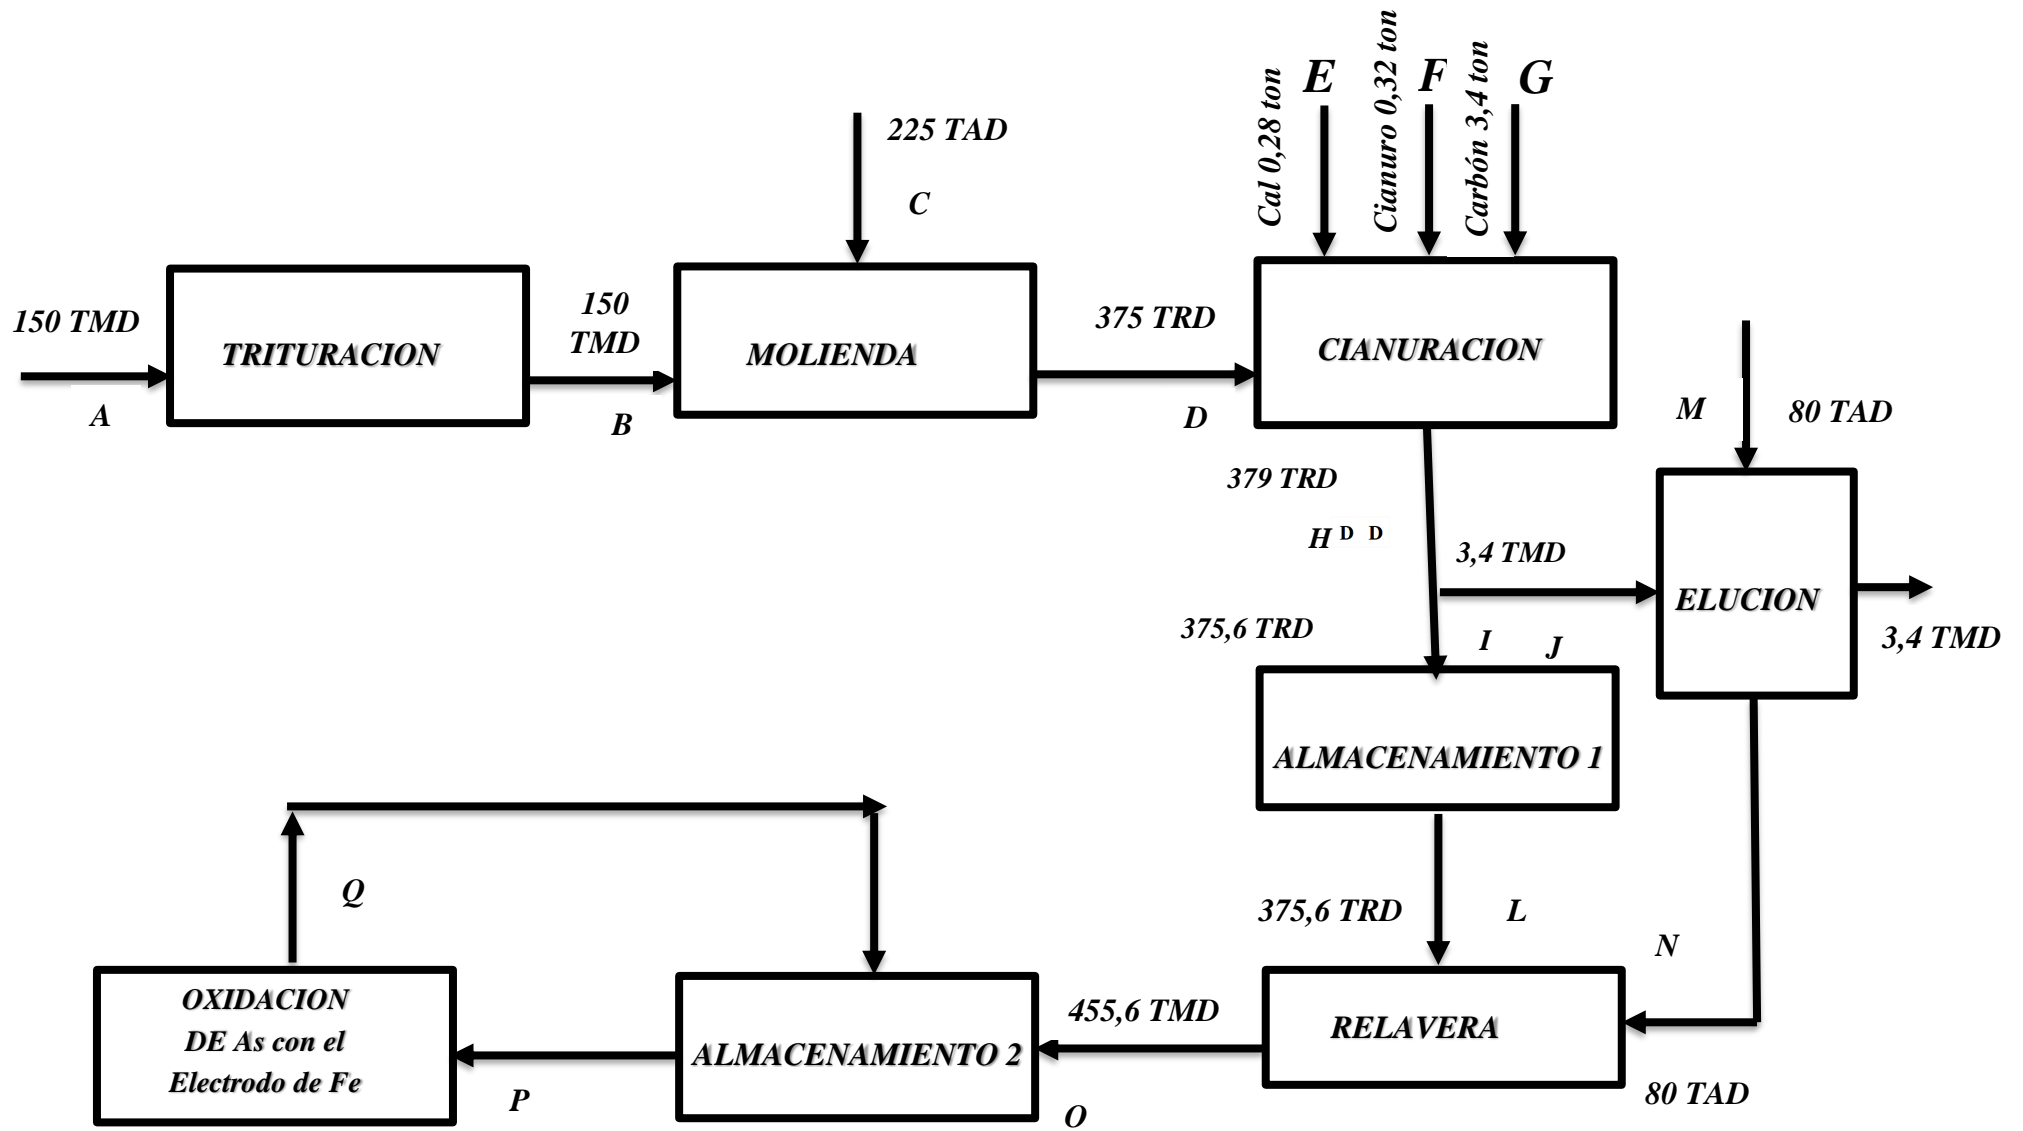 Cal 0,28 ton
E
Cianuro 0,32 ton
F
Carbón 3,4 ton
G
225 TAD
C
150 TMD
A
TRITURACION
150
TMD
B
MOLIENDA
375 TRD
D
CIANURACION
M
80 TAD
379 TRD
H D D
3,4 TMD
ELUCION
3,4 TMD
375,6 TRD
I
J
ALMACENAMIENTO 1
Q
375,6 TRD
L
N
OXIDACION
DE As con el
Electrodo de Fe
P
ALMACENAMIENTO 2
455,6 TMD
O
RELAVERA
80 TAD